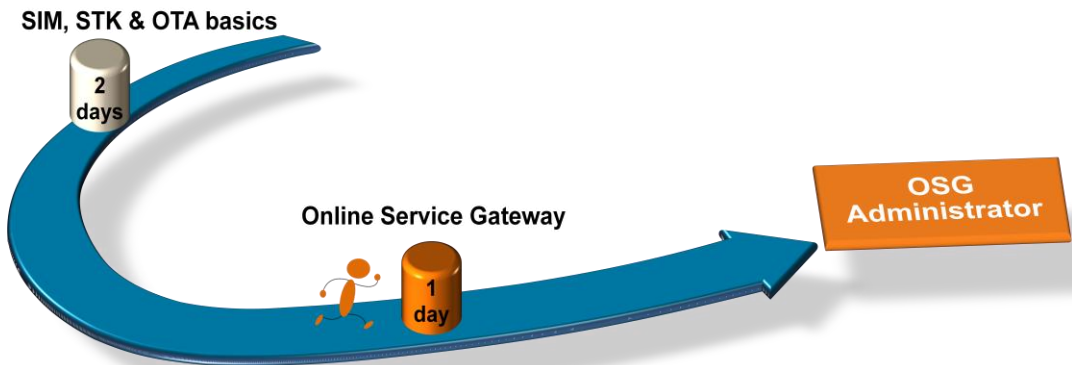 SIM, STK & OTA basics
2
days
Online Service Gateway
1
day
OSG
Administrator